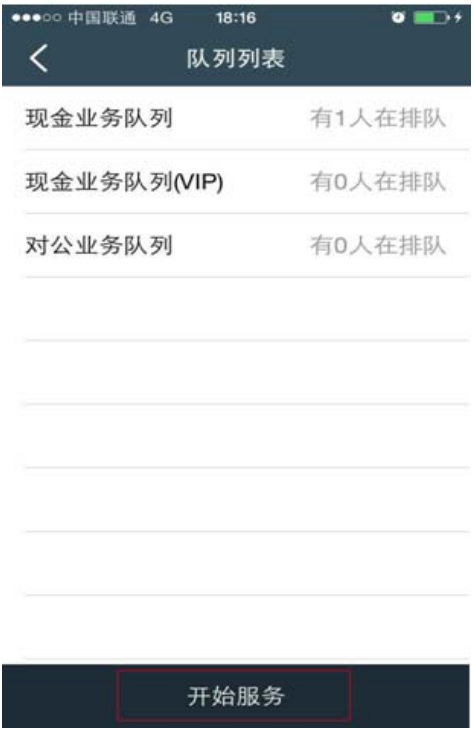 中国联通 4G 18:16
队列列表
现金业务队列 有1人在排队
现金业务队列(VIP) 有0人在排队
对公业务队列 有0人在排队
开始服务